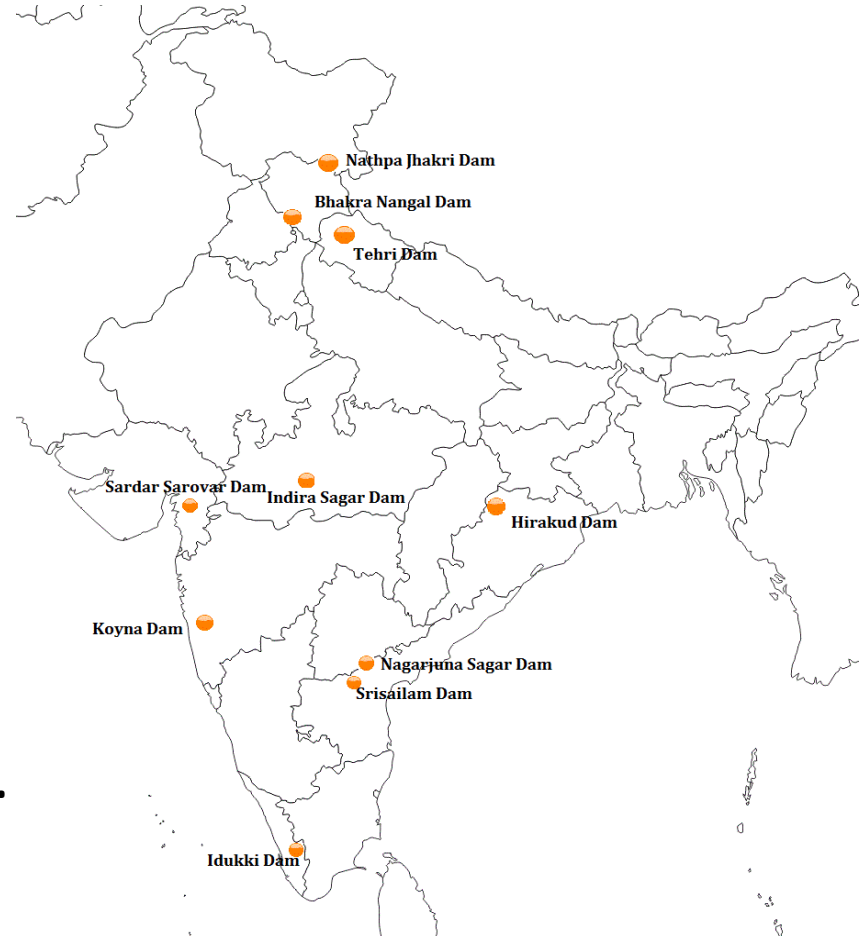 Nathpa Jhakri Dam
Bhakra Nangal Dam
Tehri Dam
Sardar Sarovar Dam
Indira Sagar Dam
Hirakud Dam
Koyna Dam
Nagarjuna Sagar Dam
Srisailam Dam
Idukki Dam